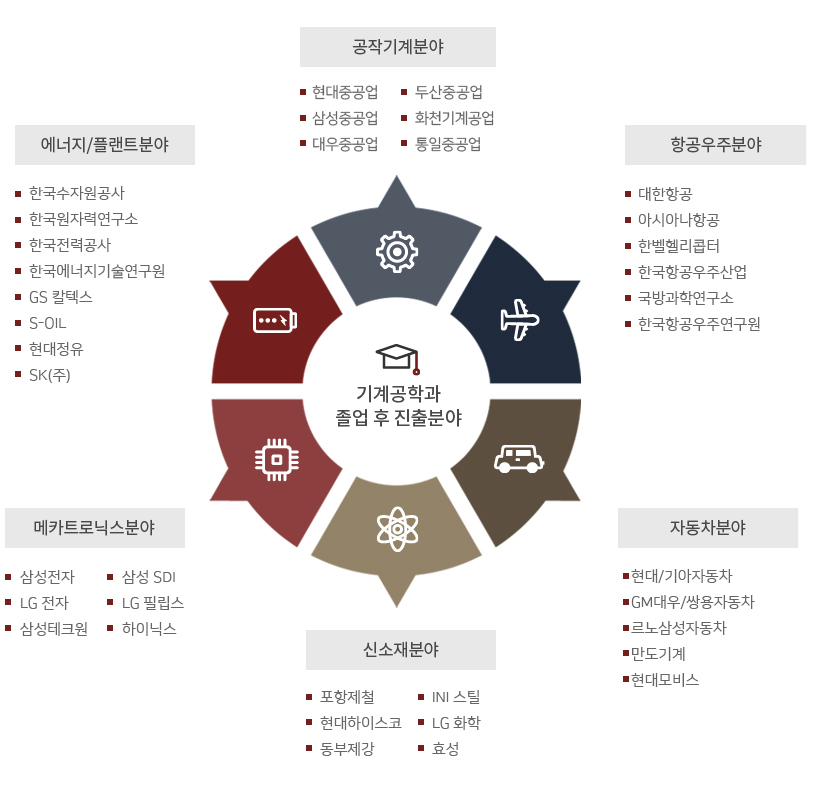 공작기계분야
현대중공업
두산중공업
삼성중공업
화천기계공업
대우중공업
통일중공업
에너지/플랜트분야
한국수자원공사
한국원자력연구소
한국전력공사
한국에너지기술연구원
GS 칼텍스
S-OIL
현대정유
SK(주)
항공우주분야
대한항공
아시아나항공
한벨헬리콥터
한국항공우주산업
국방과학연구소
한국항공우주연구원
기계공학과
졸업 후 진출분야
메카트로닉스분야
삼성전자
삼성 SDI
LG 전자
LG 필립스
삼성테크원
하이닉스
자동차분야
현대/기아자동차
GM대우/쌍용자동차
르노삼성자동차
만도기계
현대모비스
신소재분야
포항제철
INI 스틸
현대하이스코
LG 화학
동부제강
효성